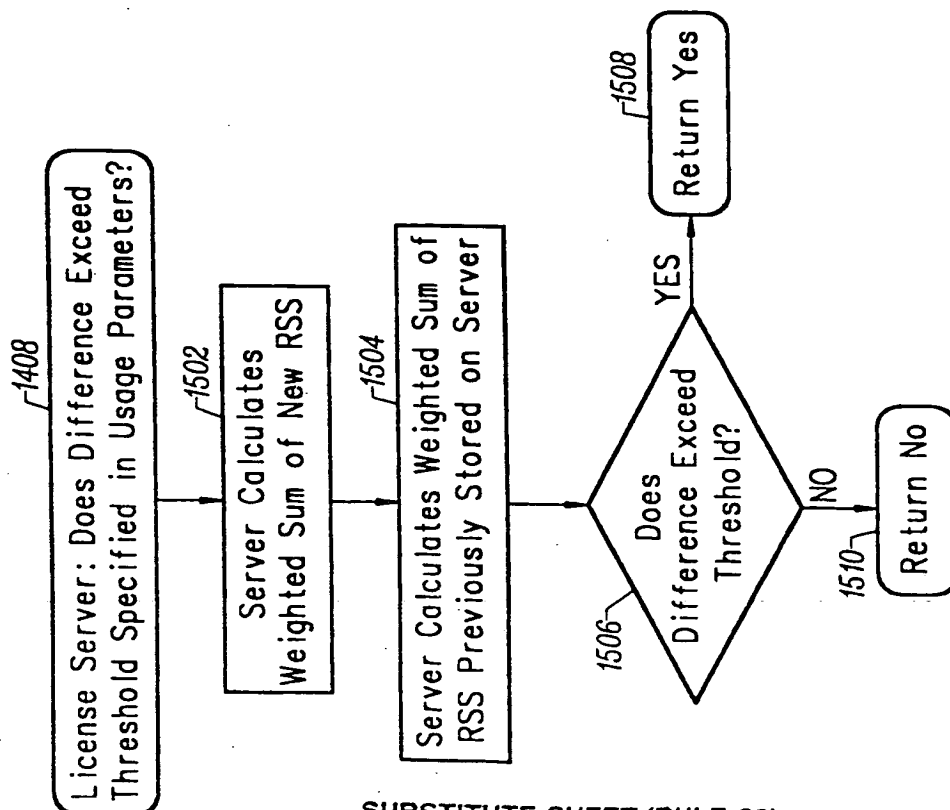 1408
License Server: Does Difference Exceed
Threshold Specified in Usage Parameters?
1502
Server Calculates
Weighted Sum of New RSS
1504
Server Calculates Weighted Sum of
RSS Previously Stored on Server
1506
Does
Difference Exceed
Threshold?
YES
1508
Return Yes
NO
1510
Return No
SUBSTITUTE SHEET